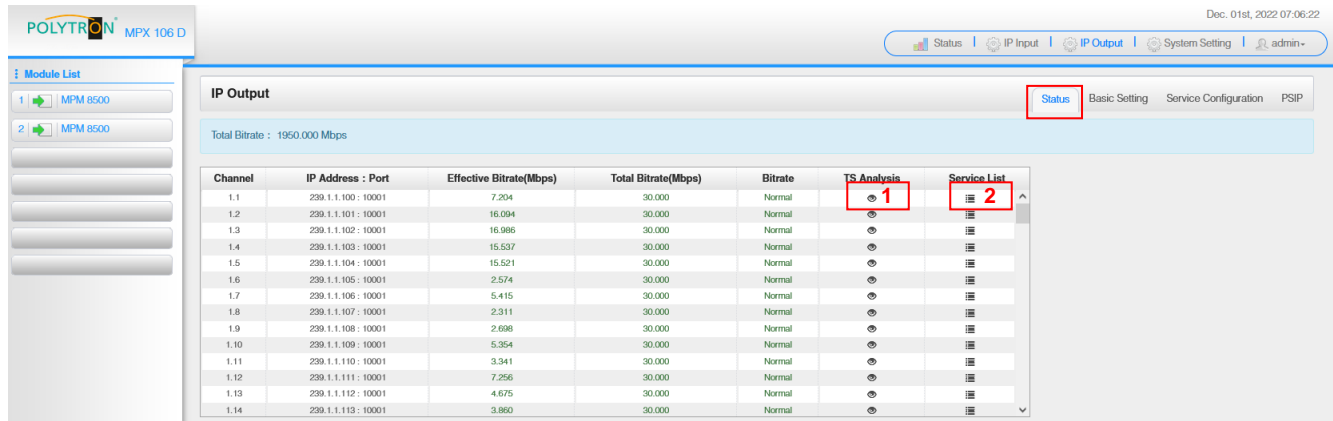 Dec. 01st, 2022 07:06:22
POLYTRON MPX 106 D
Status IP Input IP Output System Setting admin
Module List
1 MPM 8500
2 MPM 8500
IP Output
Status Basic Setting Service Configuration PSIP
Total Bitrate : 1950.000 Mbps
Channel IP Address : Port Effective Bitrate(Mbps) Total Bitrate(Mbps) Bitrate TS Analysis Service List
1.1 239.1.1.100 : 10001 7.204 30.000 Normal 1 2
1.2 239.1.1.101 : 10001 16.094 30.000 Normal
1.3 239.1.1.102 : 10001 16.986 30.000 Normal
1.4 239.1.1.103 : 10001 15.537 30.000 Normal
1.5 239.1.1.104 : 10001 15.521 30.000 Normal
1.6 239.1.1.105 : 10001 2.574 30.000 Normal
1.7 239.1.1.106 : 10001 5.415 30.000 Normal
1.8 239.1.1.107 : 10001 2.311 30.000 Normal
1.9 239.1.1.108 : 10001 2.698 30.000 Normal
1.10 239.1.1.109 : 10001 5.354 30.000 Normal
1.11 239.1.1.110 : 10001 3.341 30.000 Normal
1.12 239.1.1.111 : 10001 7.256 30.000 Normal
1.13 239.1.1.112 : 10001 4.675 30.000 Normal
1.14 239.1.1.113 : 10001 3.860 30.000 Normal